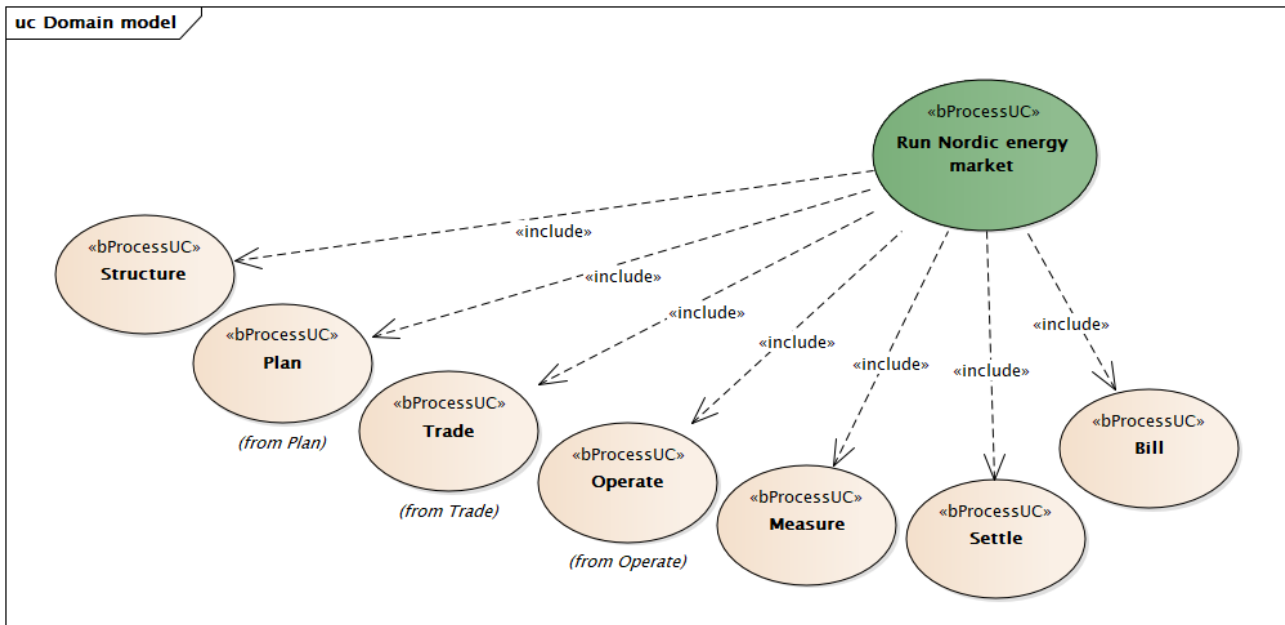 uc Domain model
«bProcessUC»
Run Nordic energy
market
«bProcessUC»
Structure
«include»
«include»
«bProcessUC»
Plan
(from Plan)
«include»
«include»
«include»
«include»
«include»
«bProcessUC»
Trade
(from Trade)
«bProcessUC»
Operate
(from Operate)
«bProcessUC»
Measure
«bProcessUC»
Settle
«bProcessUC»
Bill